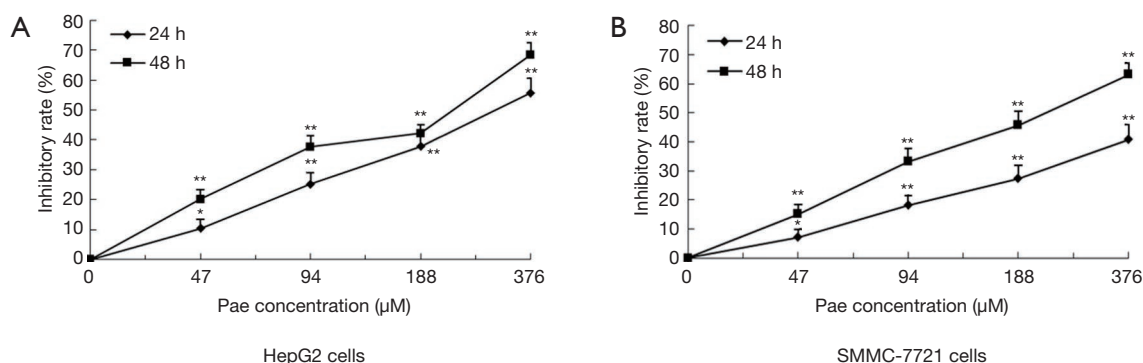 A
80
70
60
50
40
30
20
10
0
Inhibitory rate (%)
24 h
48 h
**
**
**
**
**
**
**
*
0 47 94 188 376
Pae concentration (µM)
HepG2 cells
B
80
70
60
50
40
30
20
10
0
Inhibitory rate (%)
24 h
48 h
**
**
**
**
**
**
**
*
0 47 94 188 376
Pae concentration (µM)
SMMC-7721 cells